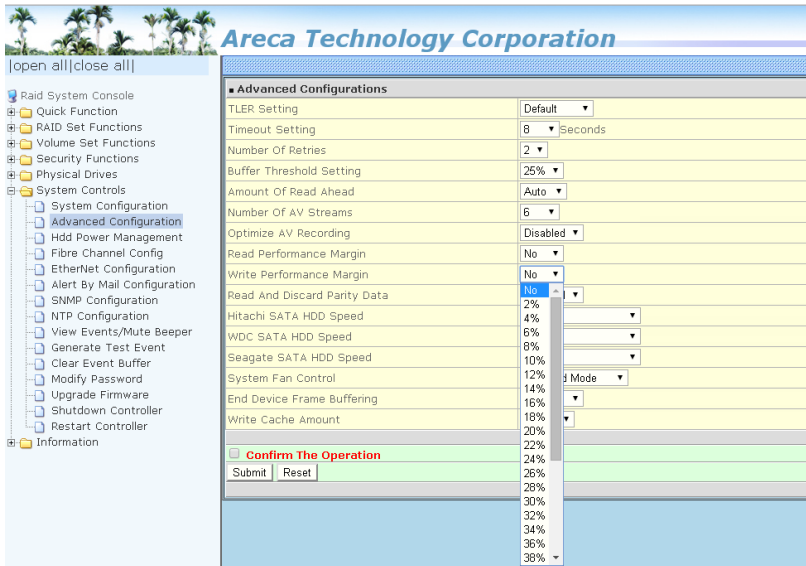 Areca Technology Corporation
|open all|close all|
Raid System Console
Quick Function
RAID Set Functions
Volume Set Functions
Security Functions
Physical Drives
System Controls
System Configuration
Advanced Configuration
Hdd Power Management
Fibre Channel Config
EtherNet Configuration
Alert By Mail Configuration
SNMP Configuration
NTP Configuration
View Events/Mute Beeper
Generate Test Event
Clear Event Buffer
Modify Password
Upgrade Firmware
Shutdown Controller
Restart Controller
Information
Advanced Configurations
TLER Setting Default
Timeout Setting 8 Seconds
Number Of Retries 2
Buffer Threshold Setting 25%
Amount Of Read Ahead Auto
Number Of AV Streams 6
Optimize AV Recording Disabled
Read Performance Margin No
Write Performance Margin No
Read And Discard Parity Data
Hitachi SATA HDD Speed
WDC SATA HDD Speed
Seagate SATA HDD Speed
System Fan Control Mode
End Device Frame Buffering
Write Cache Amount
No
2%
4%
6%
8%
10%
12%
14%
16%
18%
20%
22%
24%
26%
28%
30%
32%
34%
36%
38%
Confirm The Operation
Submit Reset